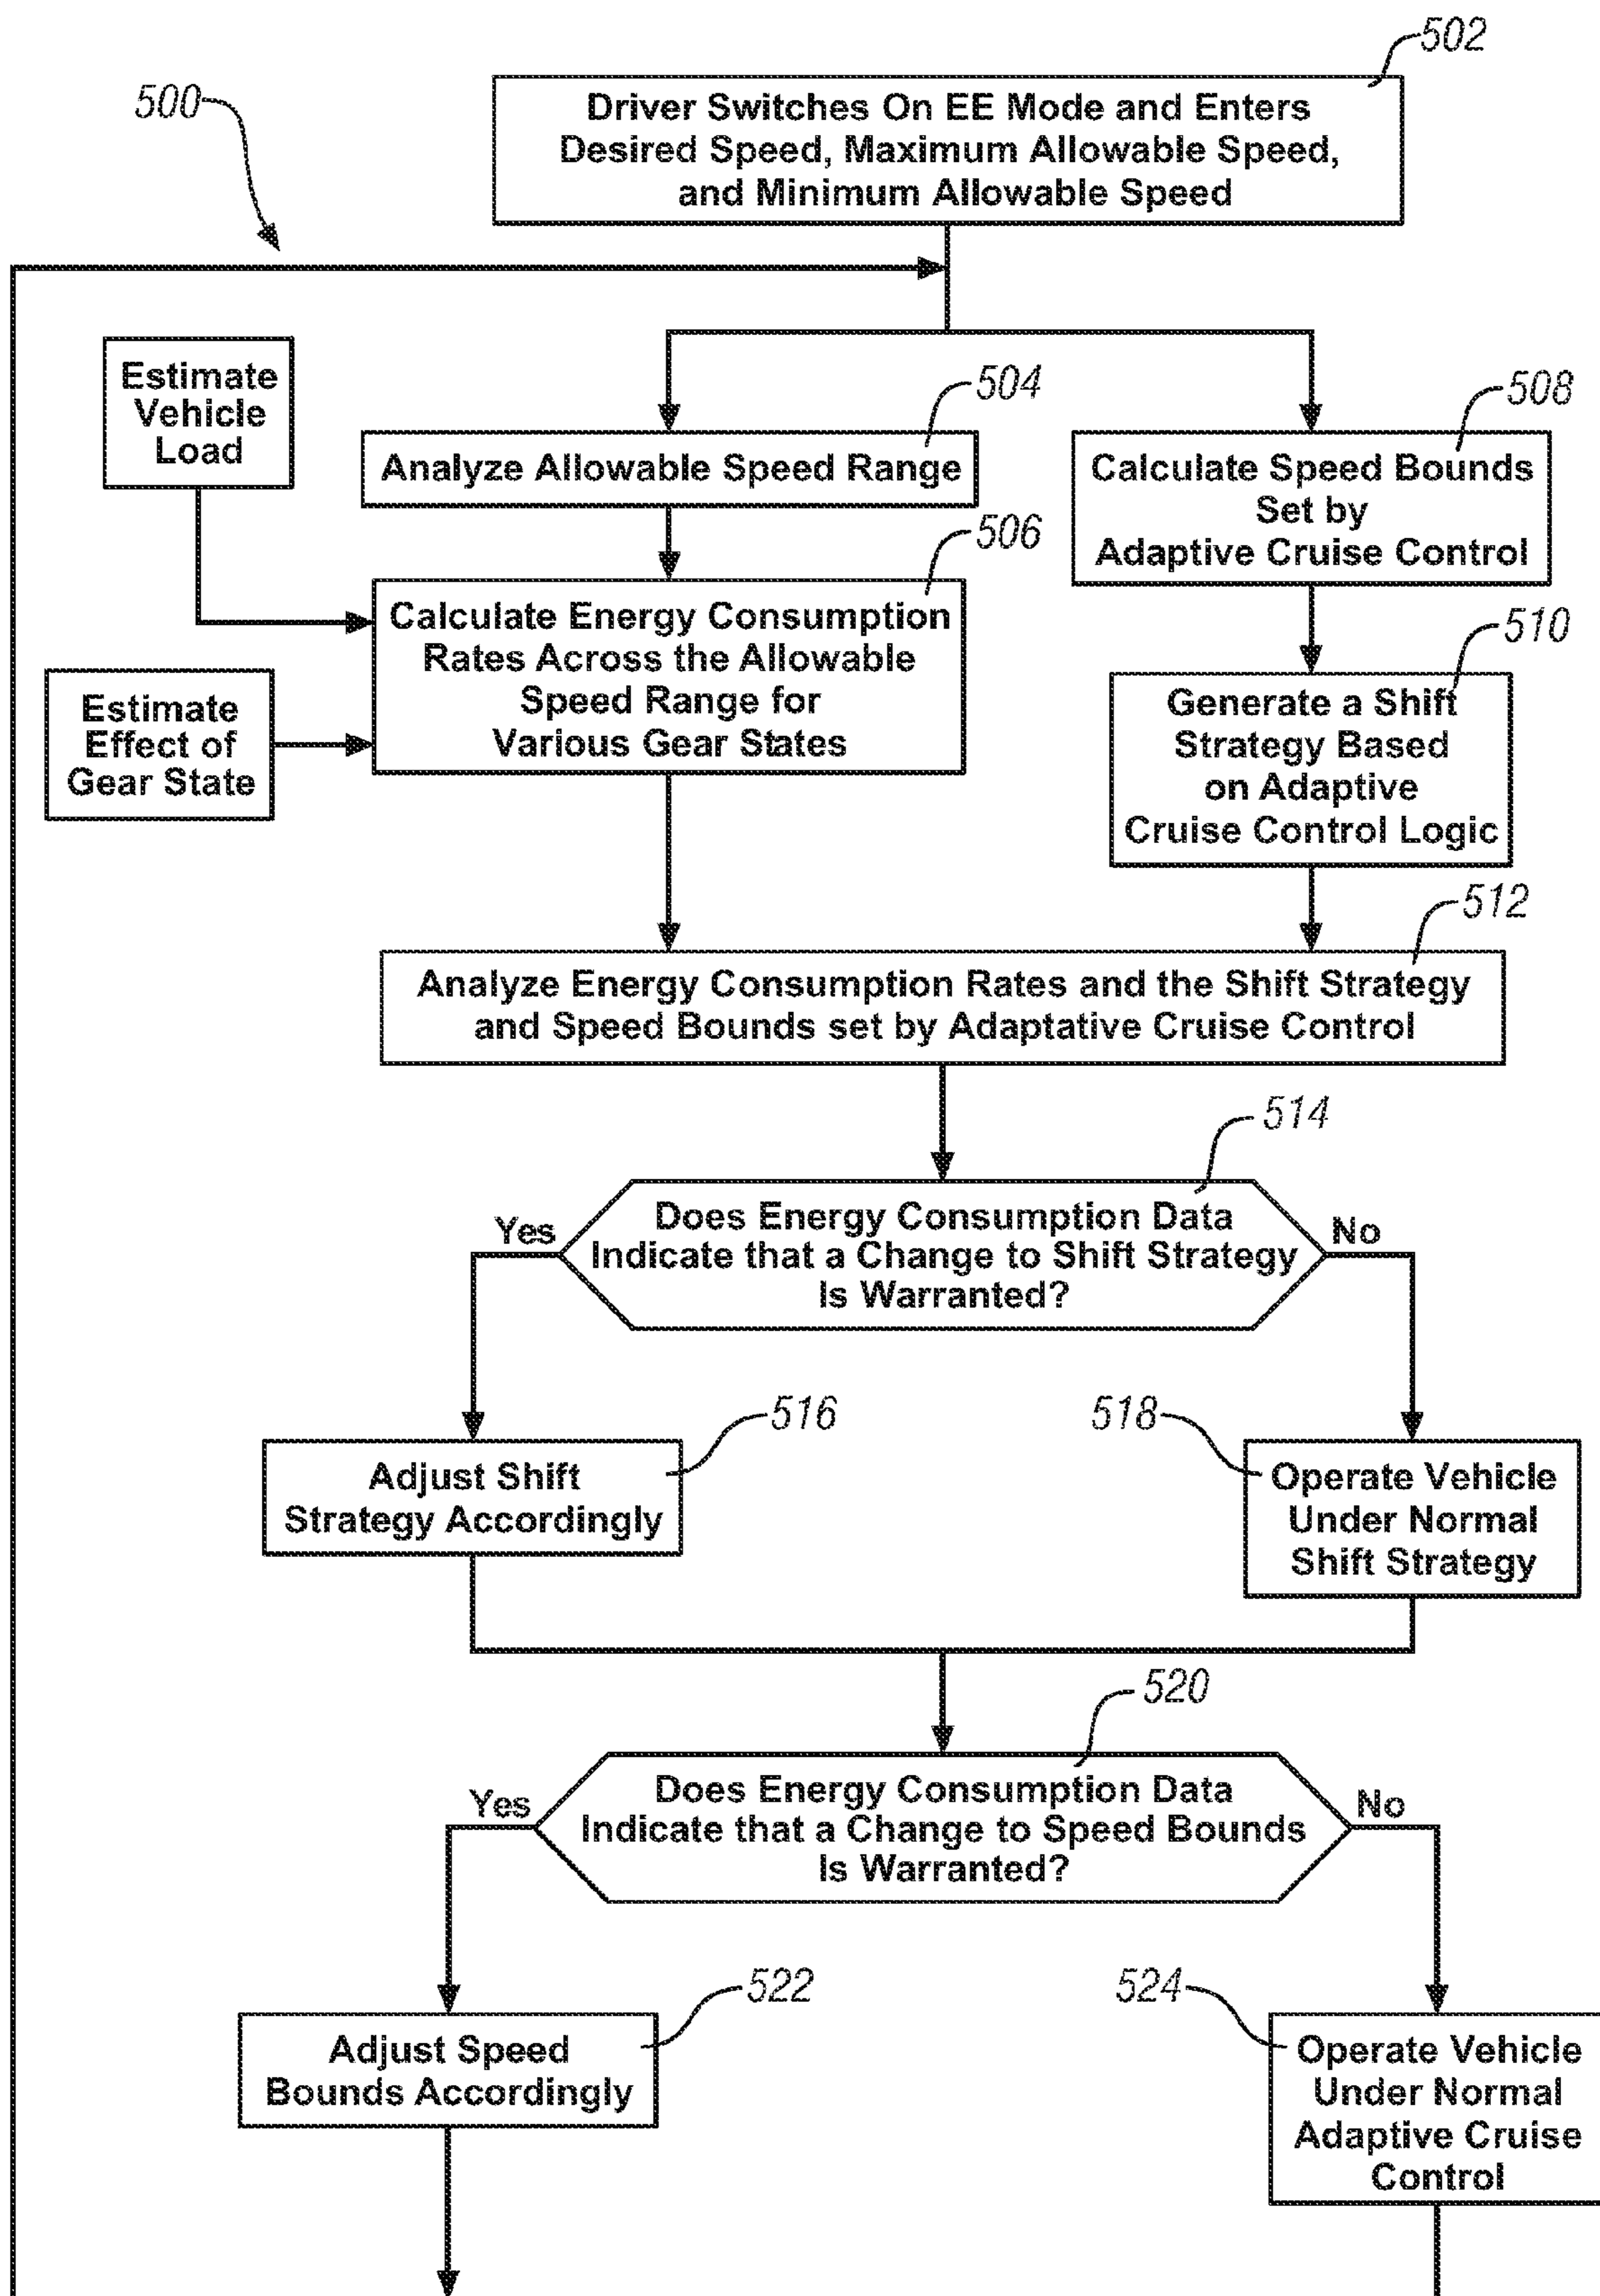 502
500
Driver Switches On EE Mode and Enters
Desired Speed, Maximum Allowable Speed,
and Minimum Allowable Speed
Estimate
Vehicle
Load
504
Analyze Allowable Speed Range
508
Calculate Speed Bounds
Set by
Adaptive Cruise Control
506
Calculate Energy Consumption
Rates Across the Allowable
Speed Range for
Various Gear States
Estimate
Effect of
Gear State
510
Generate a Shift
Strategy Based
on Adaptive
Cruise Control Logic
512
Analyze Energy Consumption Rates and the Shift Strategy
and Speed Bounds set by Adaptative Cruise Control
514
Yes
Does Energy Consumption Data
Indicate that a Change to Shift Strategy
Is Warranted?
No
516
Adjust Shift
Strategy Accordingly
518
Operate Vehicle
Under Normal
Shift Strategy
520
Yes
Does Energy Consumption Data
Indicate that a Change to Speed Bounds
Is Warranted?
No
522
Adjust Speed
Bounds Accordingly
524
Operate Vehicle
Under Normal
Adaptive Cruise
Control